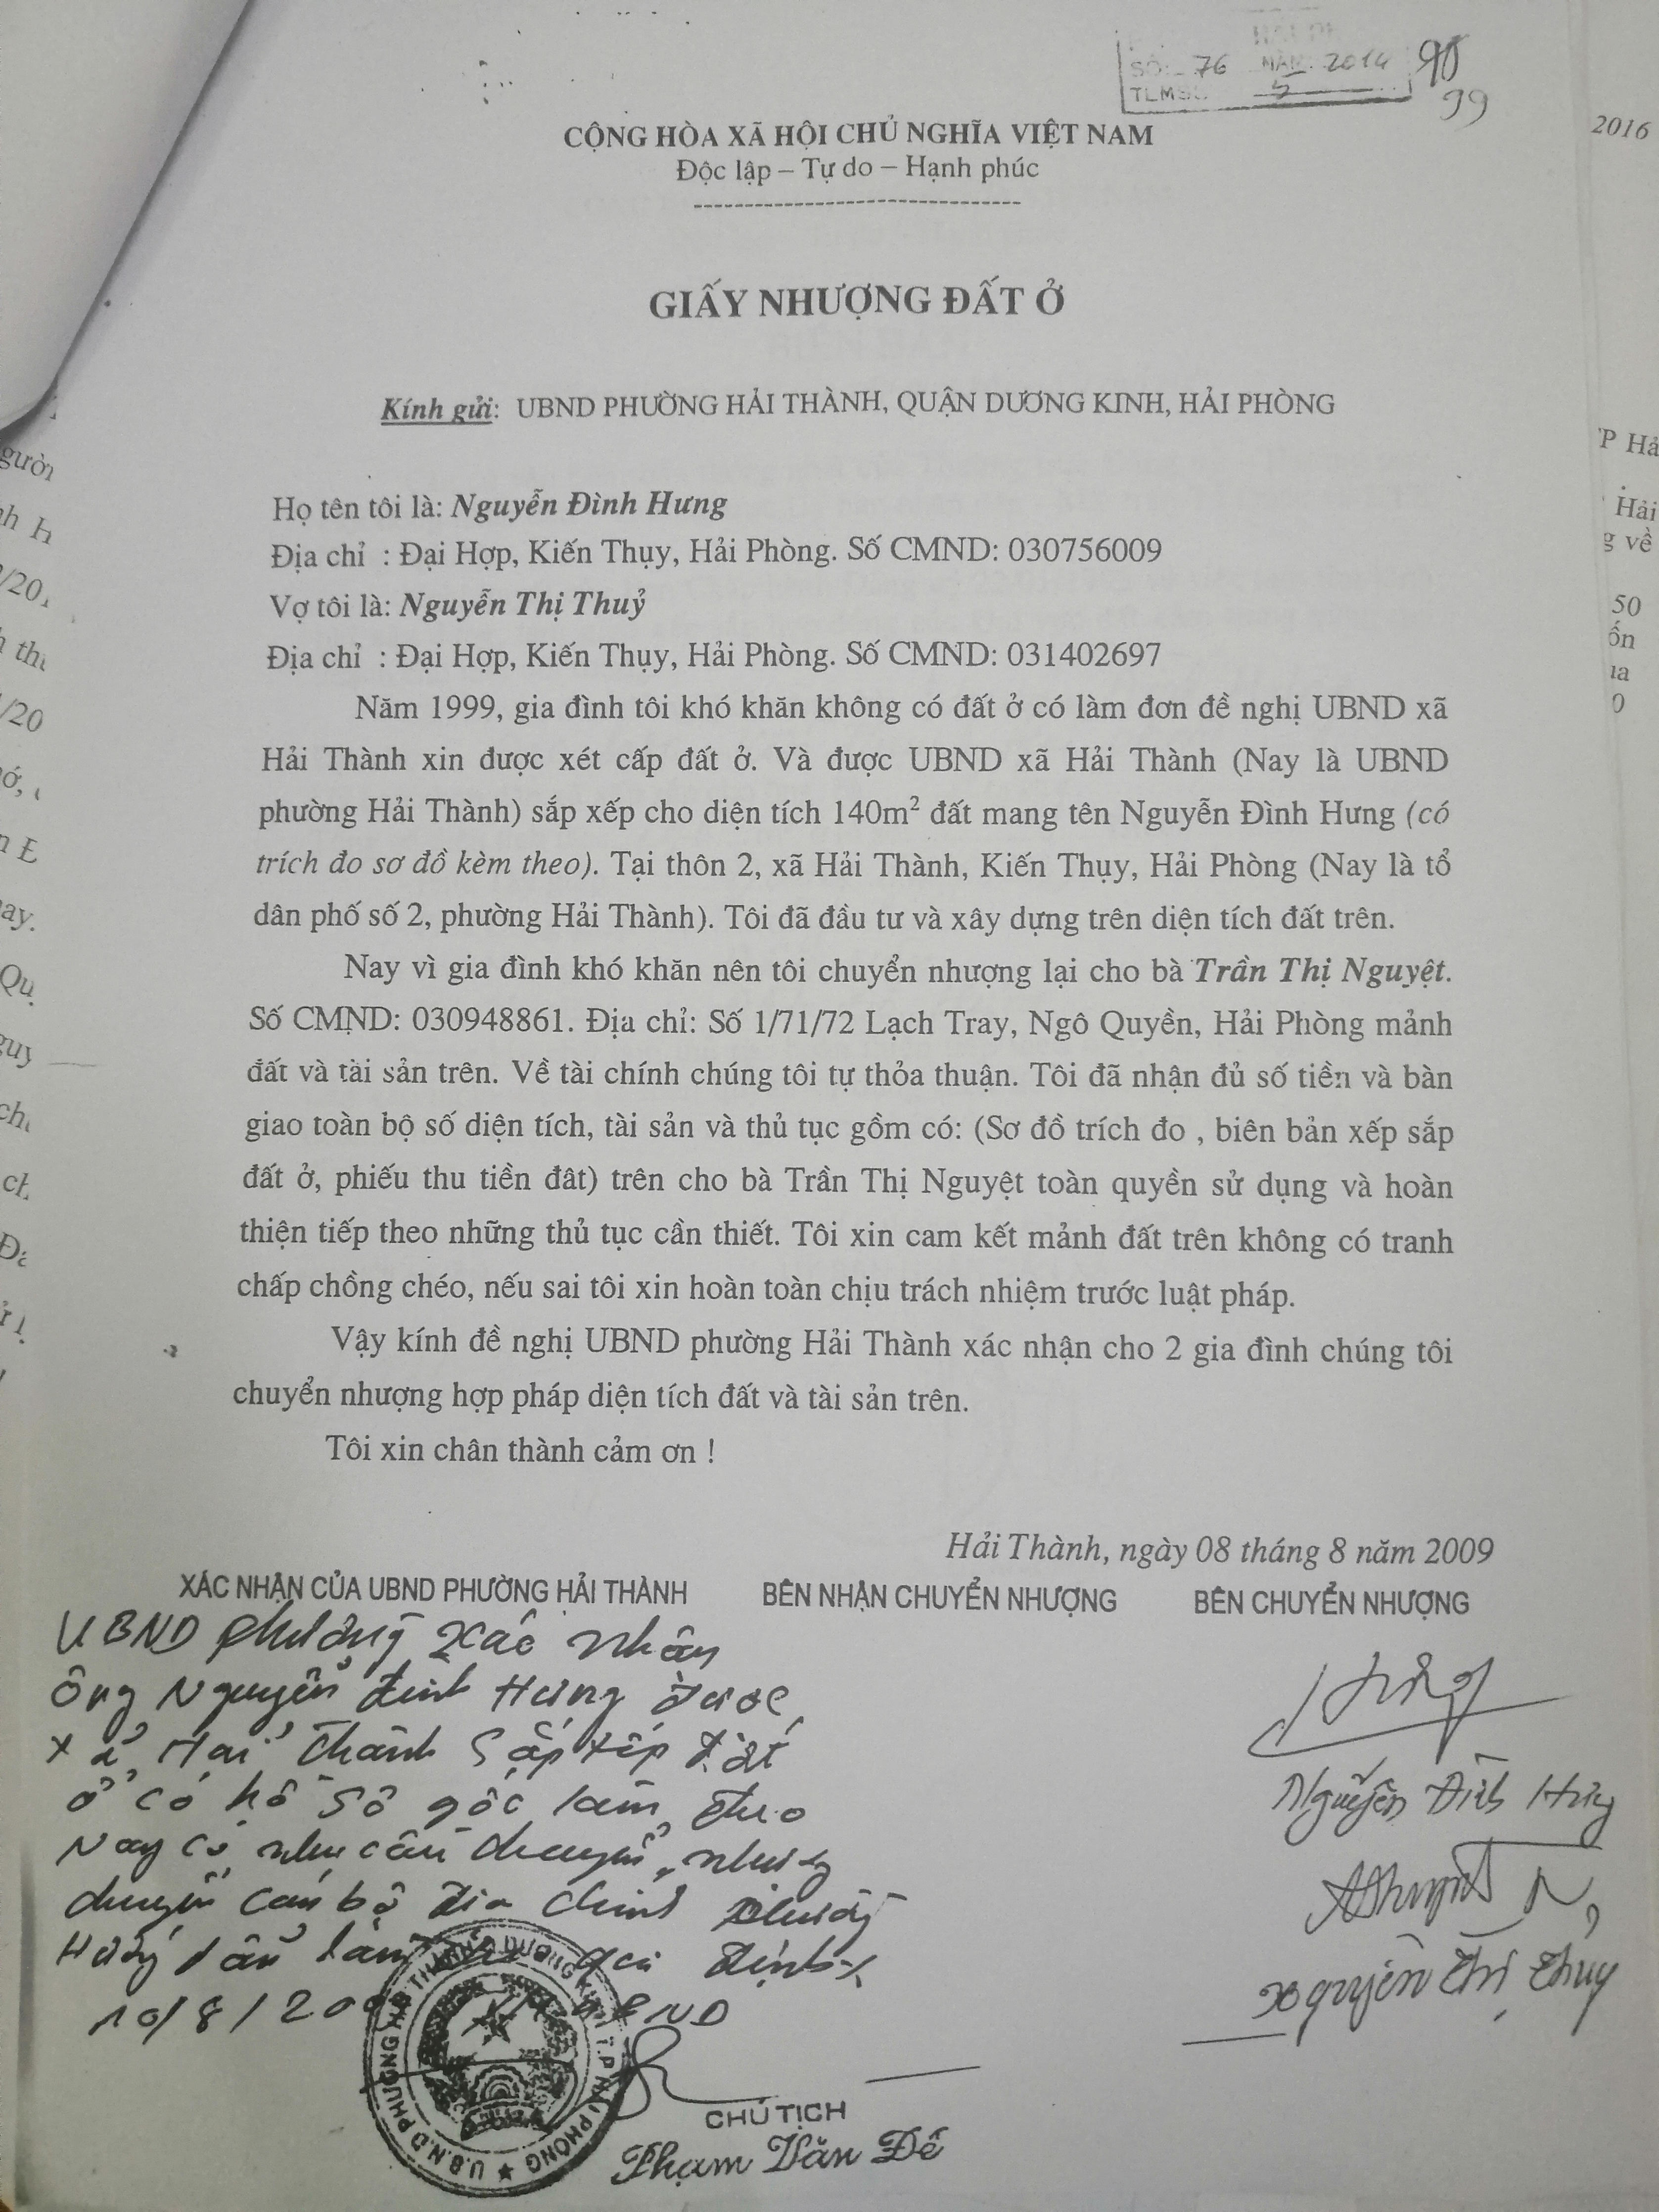 SỐ: 76 NĂM 2014
99
CỘNG HÒA XÃ HỘI CHỦ NGHĨA VIỆT NAM
Độc lập – Tự do – Hạnh phúc
2016
GIẤY NHƯỢNG ĐẤT Ở
Kính gửi: UBND PHƯỜNG HẢI THÀNH, QUẬN DƯƠNG KINH, HẢI PHÒNG
Họ tên tôi là: Nguyễn Đình Hưng
Địa chỉ : Đại Hợp, Kiến Thụy, Hải Phòng. Số CMND: 030756009
Vợ tôi là: Nguyễn Thị Thuỷ
Địa chỉ : Đại Hợp, Kiến Thụy, Hải Phòng. Số CMND: 031402697
Năm 1999, gia đình tôi khó khăn không có đất ở có làm đơn đề nghị UBND xã
Hải Thành xin được xét cấp đất ở. Và được UBND xã Hải Thành (Nay là UBND
phường Hải Thành) sắp xếp cho diện tích 140m² đất mang tên Nguyễn Đình Hưng (có
trích đo sơ đồ kèm theo). Tại thôn 2, xã Hải Thành, Kiến Thụy, Hải Phòng (Nay là tổ
dân phố số 2, phường Hải Thành). Tôi đã đầu tư và xây dựng trên diện tích đất trên.
Nay vì gia đình khó khăn nên tôi chuyển nhượng lại cho bà Trần Thị Nguyệt.
Số CMND: 030948861. Địa chỉ: Số 1/71/72 Lạch Tray, Ngô Quyền, Hải Phòng mảnh
đất và tài sản trên. Về tài chính chúng tôi tự thỏa thuận. Tôi đã nhận đủ số tiền và bàn
giao toàn bộ số diện tích, tài sản và thủ tục gồm có: (Sơ đồ trích đo , biên bản xếp sắp
đất ở, phiếu thu tiền đât) trên cho bà Trần Thị Nguyệt toàn quyền sử dụng và hoàn
thiện tiếp theo những thủ tục cần thiết. Tôi xin cam kết mảnh đất trên không có tranh
chấp chồng chéo, nếu sai tôi xin hoàn toàn chịu trách nhiệm trước luật pháp.
Vậy kính đề nghị UBND phường Hải Thành xác nhận cho 2 gia đình chúng tôi
chuyển nhượng hợp pháp diện tích đất và tài sản trên.
Tôi xin chân thành cảm ơn !
Hải Thành, ngày 08 tháng 8 năm 2009
XÁC NHẬN CỦA UBND PHƯỜNG HẢI THÀNH
BÊN NHẬN CHUYỂN NHƯỢNG
BÊN CHUYỂN NHƯỢNG
UBND phường xác nhận
Ông Nguyễn Đình Hưng được
xã Hải Thành sắp xếp đất
ở có hồ sơ gốc kèm theo
Nay có nhu cầu chuyển nhượng
chuyển cán bộ địa chính phường
Hướng dẫn làm qui định
10/8/200
Hưng
Nguyễn Đình Hưng
Nguyễn Thị Thuỷ
U.B.N.D PHƯỜNG HẢI THÀNH Q. DƯƠNG KINH T.P HẢI PHÒNG
CHỦ TỊCH
Phạm Văn Đế